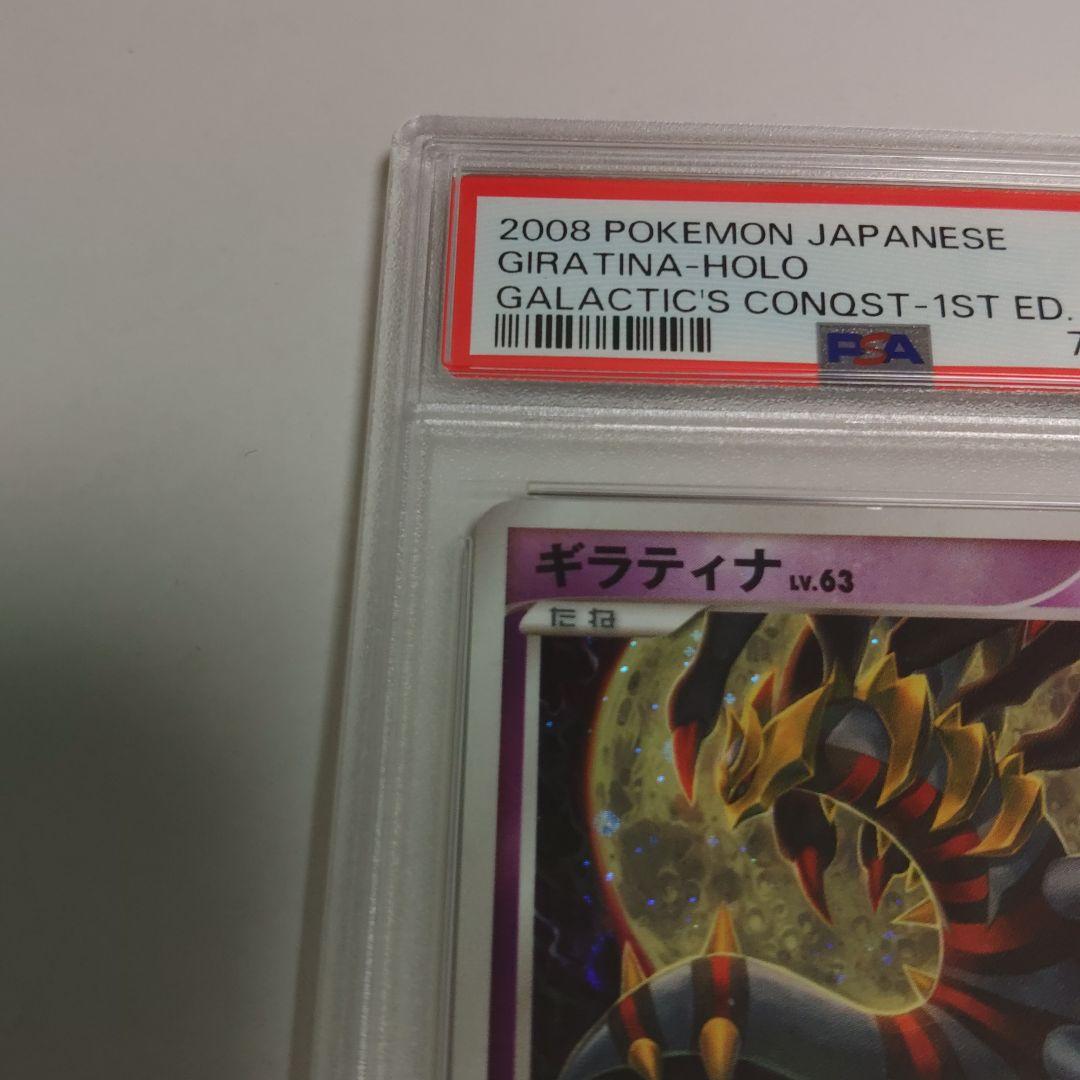 2008 POKEMON JAPANESE
GIRATINA-HOLO
GALACTIC'S CONQST-1ST ED.
PSA
7
ギラティナ LV.63
たね